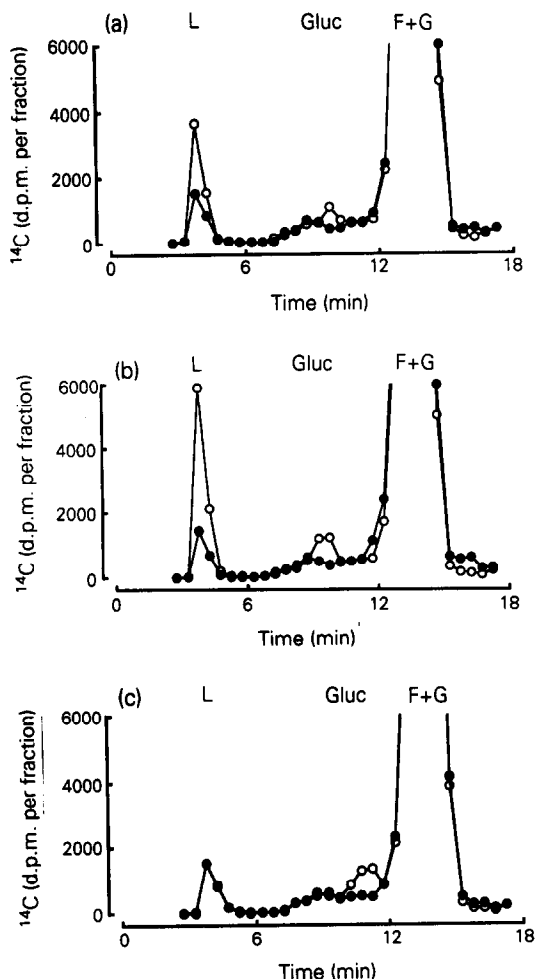 (a)
L Gluc F+G
6000
4000
2000
0
¹⁴C (d.p.m. per fraction)
0 6 12 18
Time (min)
(b)
L Gluc F+G
6000
4000
2000
0
¹⁴C (d.p.m. per fraction)
0 6 12 18
Time (min)
(c)
L Gluc F+G
6000
4000
2000
0
¹⁴C (d.p.m. per fraction)
0 6 12 18
Time (min)